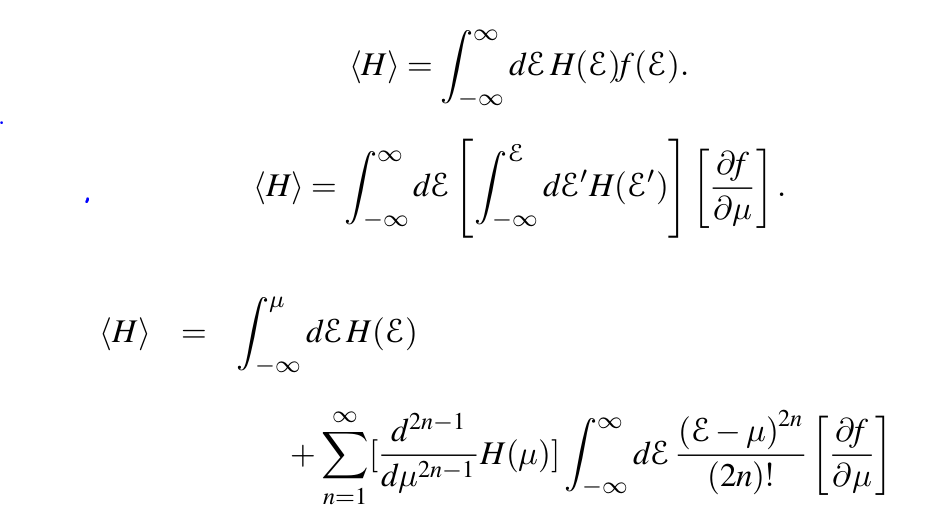 ⟨H⟩ = ∫_{−∞}^{∞} dℰ H(ℰ)f(ℰ).
⟨H⟩ = ∫_{−∞}^{∞} dℰ [∫_{−∞}^{ℰ} dℰ′H(ℰ′)] [∂f/∂μ].
⟨H⟩ = ∫_{−∞}^{μ} dℰ H(ℰ)
+ ∑_{n=1}^{∞} [d^{2n−1}/dμ^{2n−1} H(μ)] ∫_{−∞}^{∞} dℰ (ℰ − μ)^{2n}/(2n)! [∂f/∂μ]